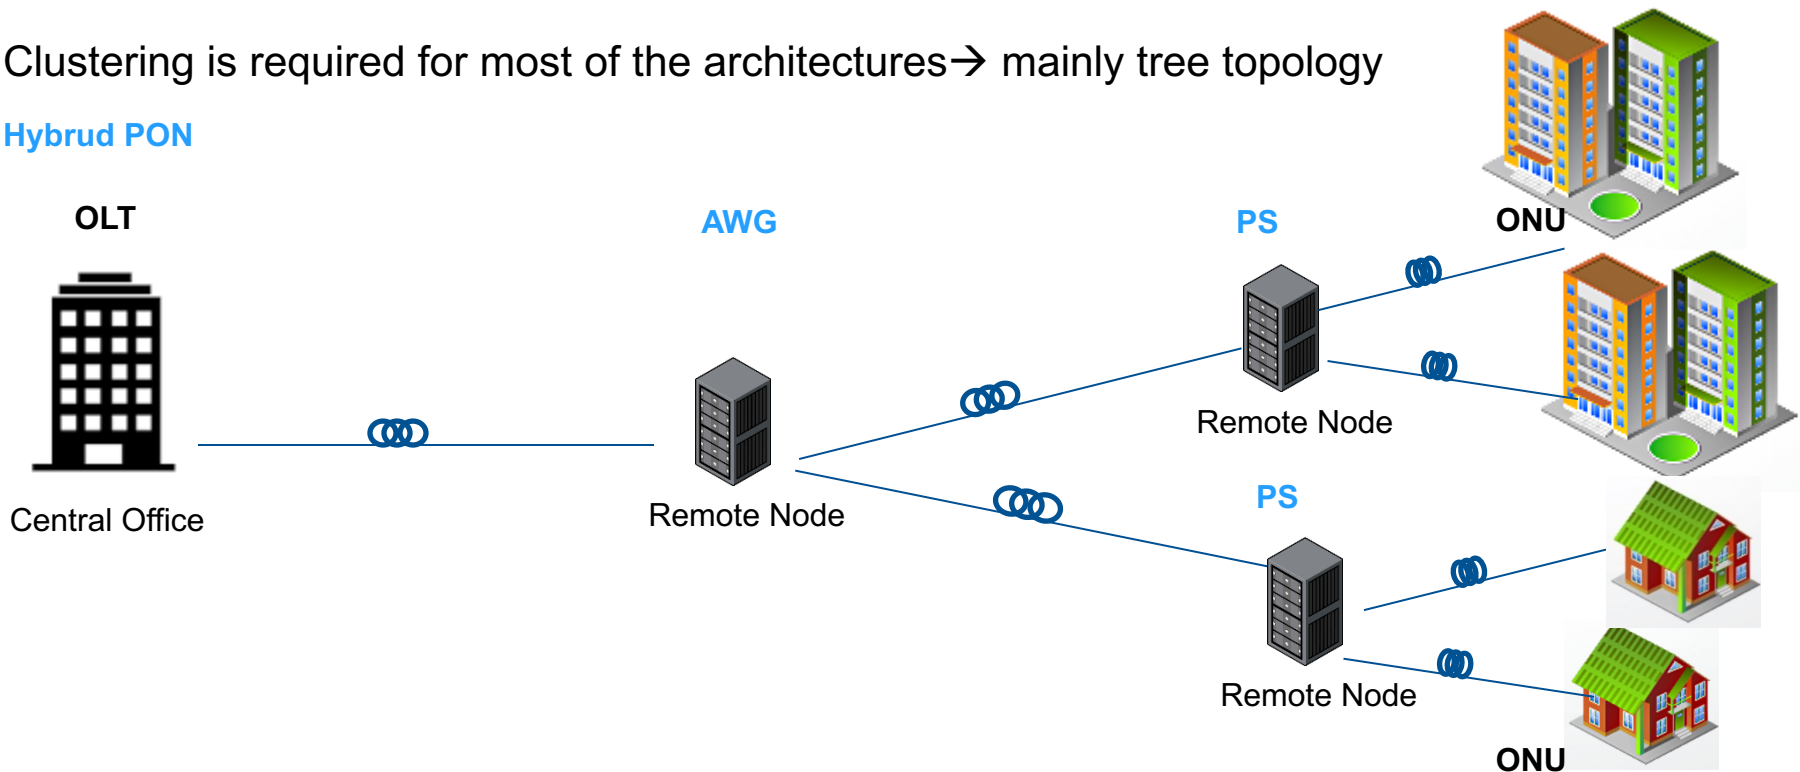 Clustering is required for most of the architectures→ mainly tree topology
Hybrud PON
OLT
AWG
PS
ONU
Remote Node
Central Office
Remote Node
PS
Remote Node
ONU